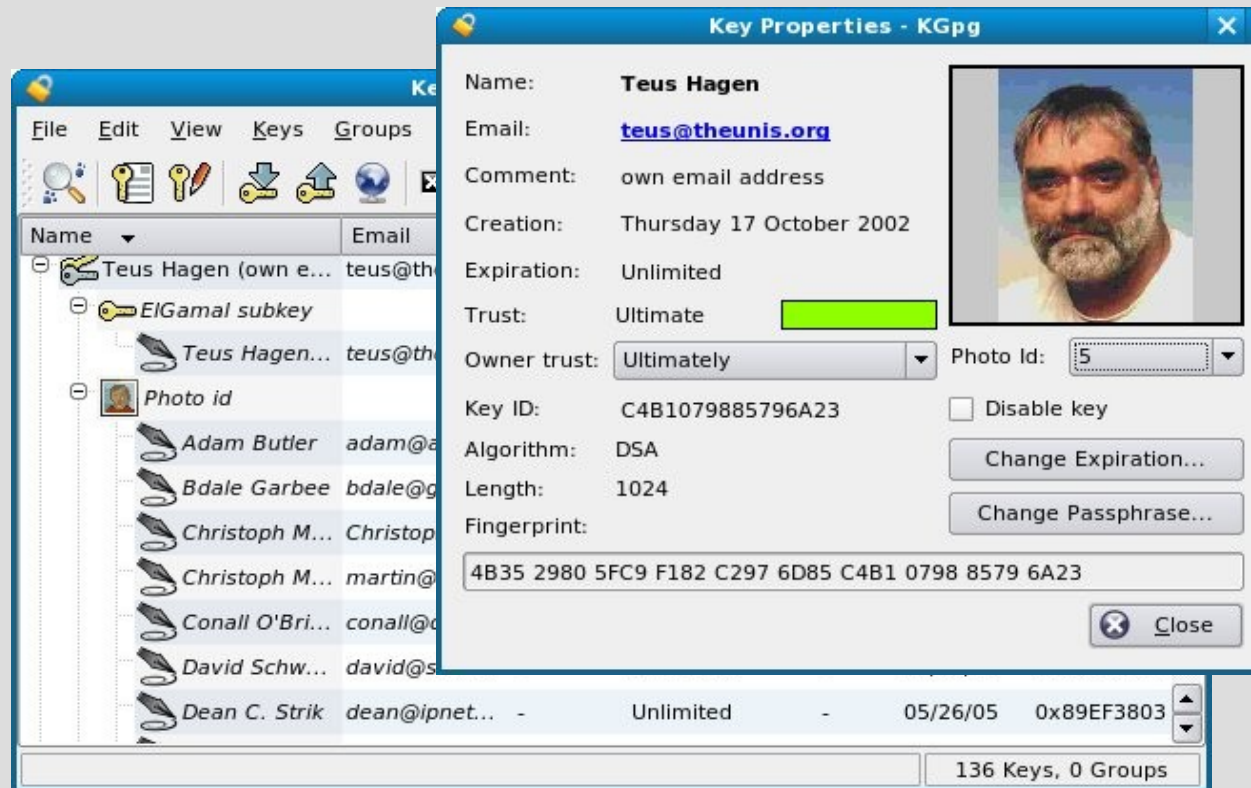 Key Properties - KGpg
Name: Teus Hagen
Email: teus@theunis.org
Comment: own email address
Creation: Thursday 17 October 2002
Expiration: Unlimited
Trust: Ultimate
Owner trust: Ultimately
Photo Id: 5
Key ID: C4B1079885796A23
Disable key
Algorithm: DSA
Change Expiration...
Length: 1024
Change Passphrase...
Fingerprint:
4B35 2980 5FC9 F182 C297 6D85 C4B1 0798 8579 6A23
Close
Ke
File Edit View Keys Groups
Name Email
Teus Hagen (own e... teus@th
ElGamal subkey
Teus Hagen... teus@th
Photo id
Adam Butler adam@a
Bdale Garbee bdale@g
Christoph M... Christop
Christoph M... martin@
Conall O'Bri... conall@
David Schw... david@s
Dean C. Strik dean@ipnet... - Unlimited - 05/26/05 0x89EF3803
136 Keys, 0 Groups